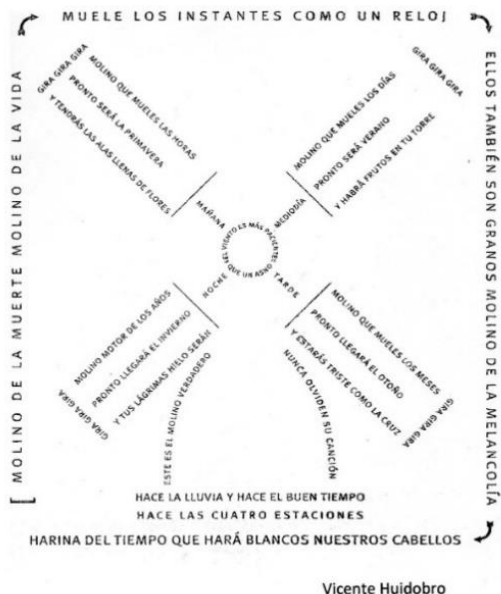 MUELE LOS INSTANTES COMO UN RELOJ
ELLOS TAMBIÉN SON GRANOS MOLINO DE LA MELANCOLÍA
HARINA DEL TIEMPO QUE HARÁ BLANCOS NUESTROS CABELLOS
MOLINO DE LA MUERTE MOLINO DE LA VIDA
GIRA GIRA GIRA
MOLINO QUE MUELES LAS HORAS
PRONTO SERÁ LA PRIMAVERA
Y TENDRÁS LAS ALAS LLENAS DE FLORES
MAÑANA
GIRA GIRA GIRA
MOLINO QUE MUELES LOS DÍAS
PRONTO SERÁ VERANO
Y HABRÁ FRUTOS EN TU TORRE
MEDIODÍA
EL VIENTO ES MÁS PACIENTES
QUE UN ASNO
TARDE
MOLINO QUE MUELES LOS MESES
PRONTO LLEGARÁ EL OTOÑO
Y ESTARÁS TRISTE COMO LA CRUZ
GIRA GIRA GIRA
NOCHE
MOLINO MOTOR DE LOS AÑOS
PRONTO LLEGARÁ EL INVIERNO
Y TUS LÁGRIMAS HIELO SERÁN
GIRA GIRA GIRA
ESTE ES EL MOLINO VERDADERO
NUNCA OLVIDEN SU CANCIÓN
HACE LA LLUVIA Y HACE EL BUEN TIEMPO
HACE LAS CUATRO ESTACIONES
Vicente Huidobro